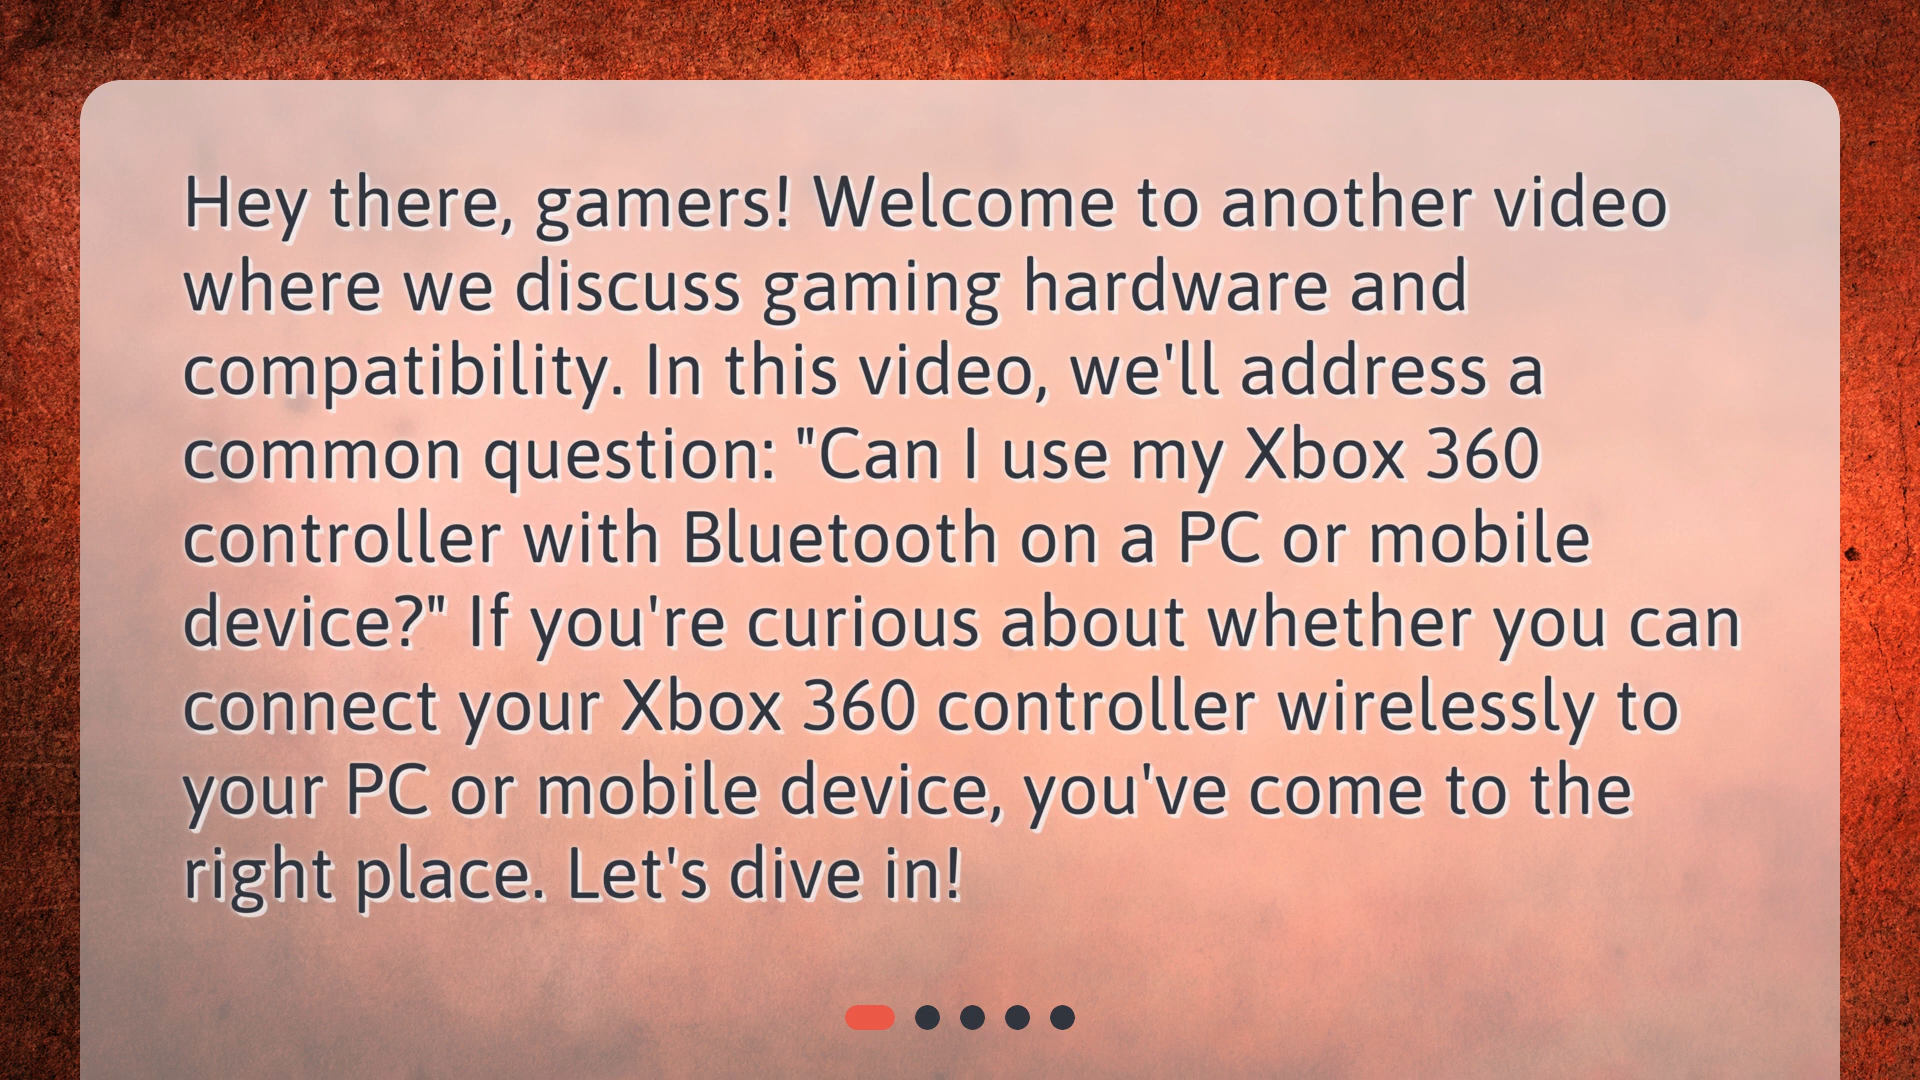 Hey there, gamers! Welcome to another video
where we discuss gaming hardware and
compatibility. In this video, we'll address a
common question: "Can I use my Xbox 360
controller with Bluetooth on a PC or mobile
device?" If you're curious about whether you can
connect your Xbox 360 controller wirelessly to
your PC or mobile device, you've come to the
right place. Let's dive in!